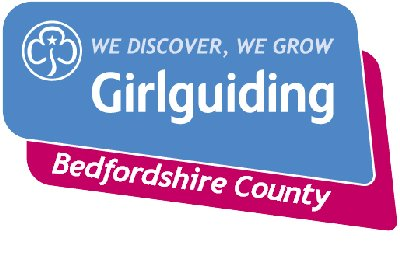 WE DISCOVER, WE GROW
Girlguiding
Bedfordshire County